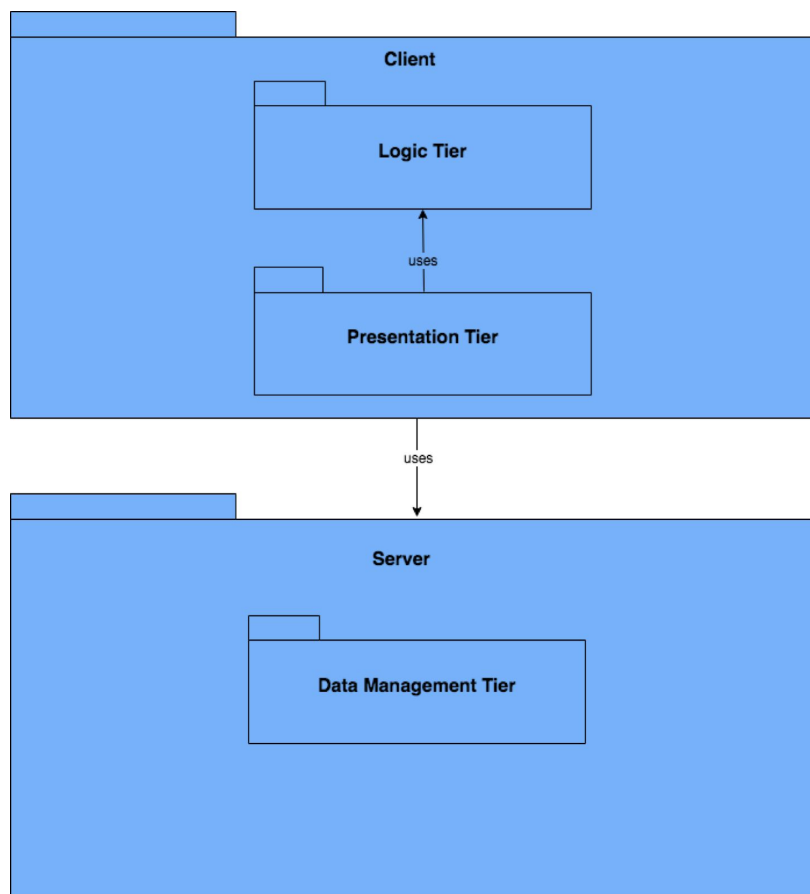 Client
Logic Tier
uses
Presentation Tier
uses
Server
Data Management Tier